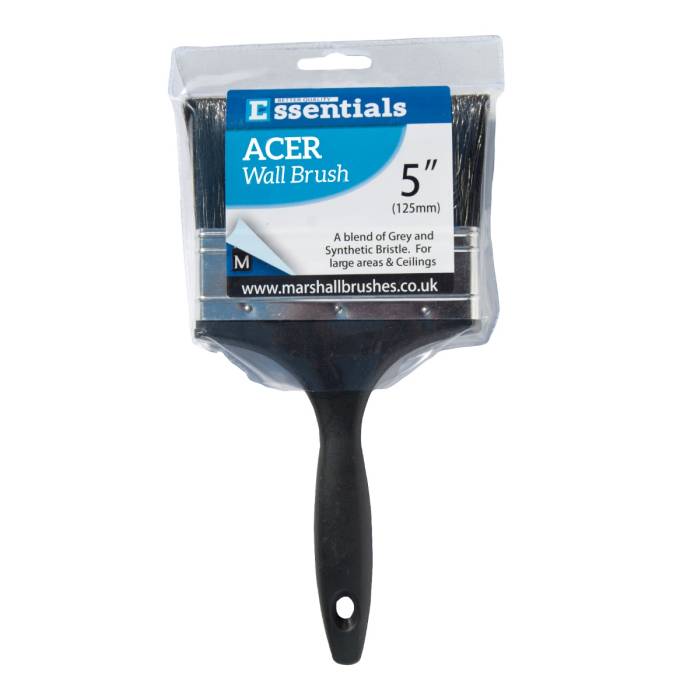 BETTER QUALITY
Essentials
ACER
Wall Brush
5"
(125mm)
A blend of Grey and
Synthetic Bristle. For
large areas & Ceilings
M
www.marshallbrushes.co.uk